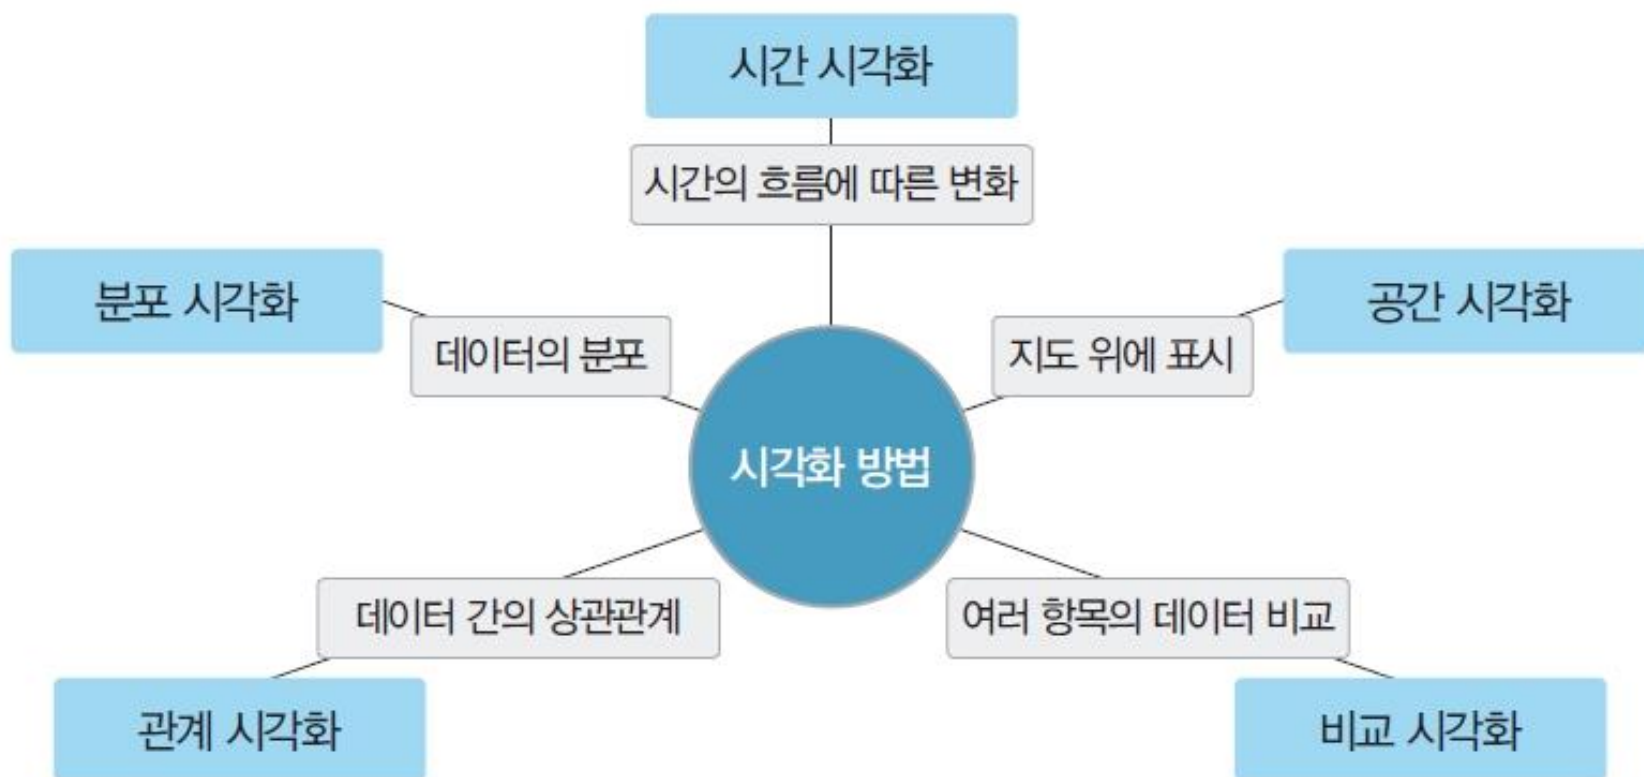 시간 시각화
시간의 흐름에 따른 변화
분포 시각화
공간 시각화
데이터의 분포
지도 위에 표시
시각화 방법
데이터 간의 상관관계
여러 항목의 데이터 비교
관계 시각화
비교 시각화